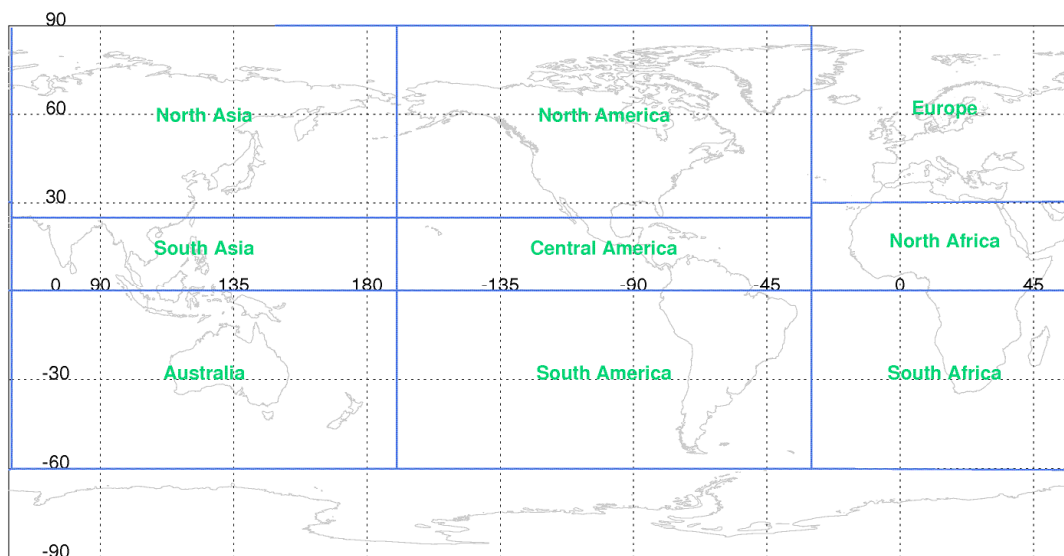 90
60
North Asia
North America
Europe
30
South Asia
Central America
North Africa
0 90 135 180 -135 -90 -45 0 45
-30
Australia
South America
South Africa
-60
-90